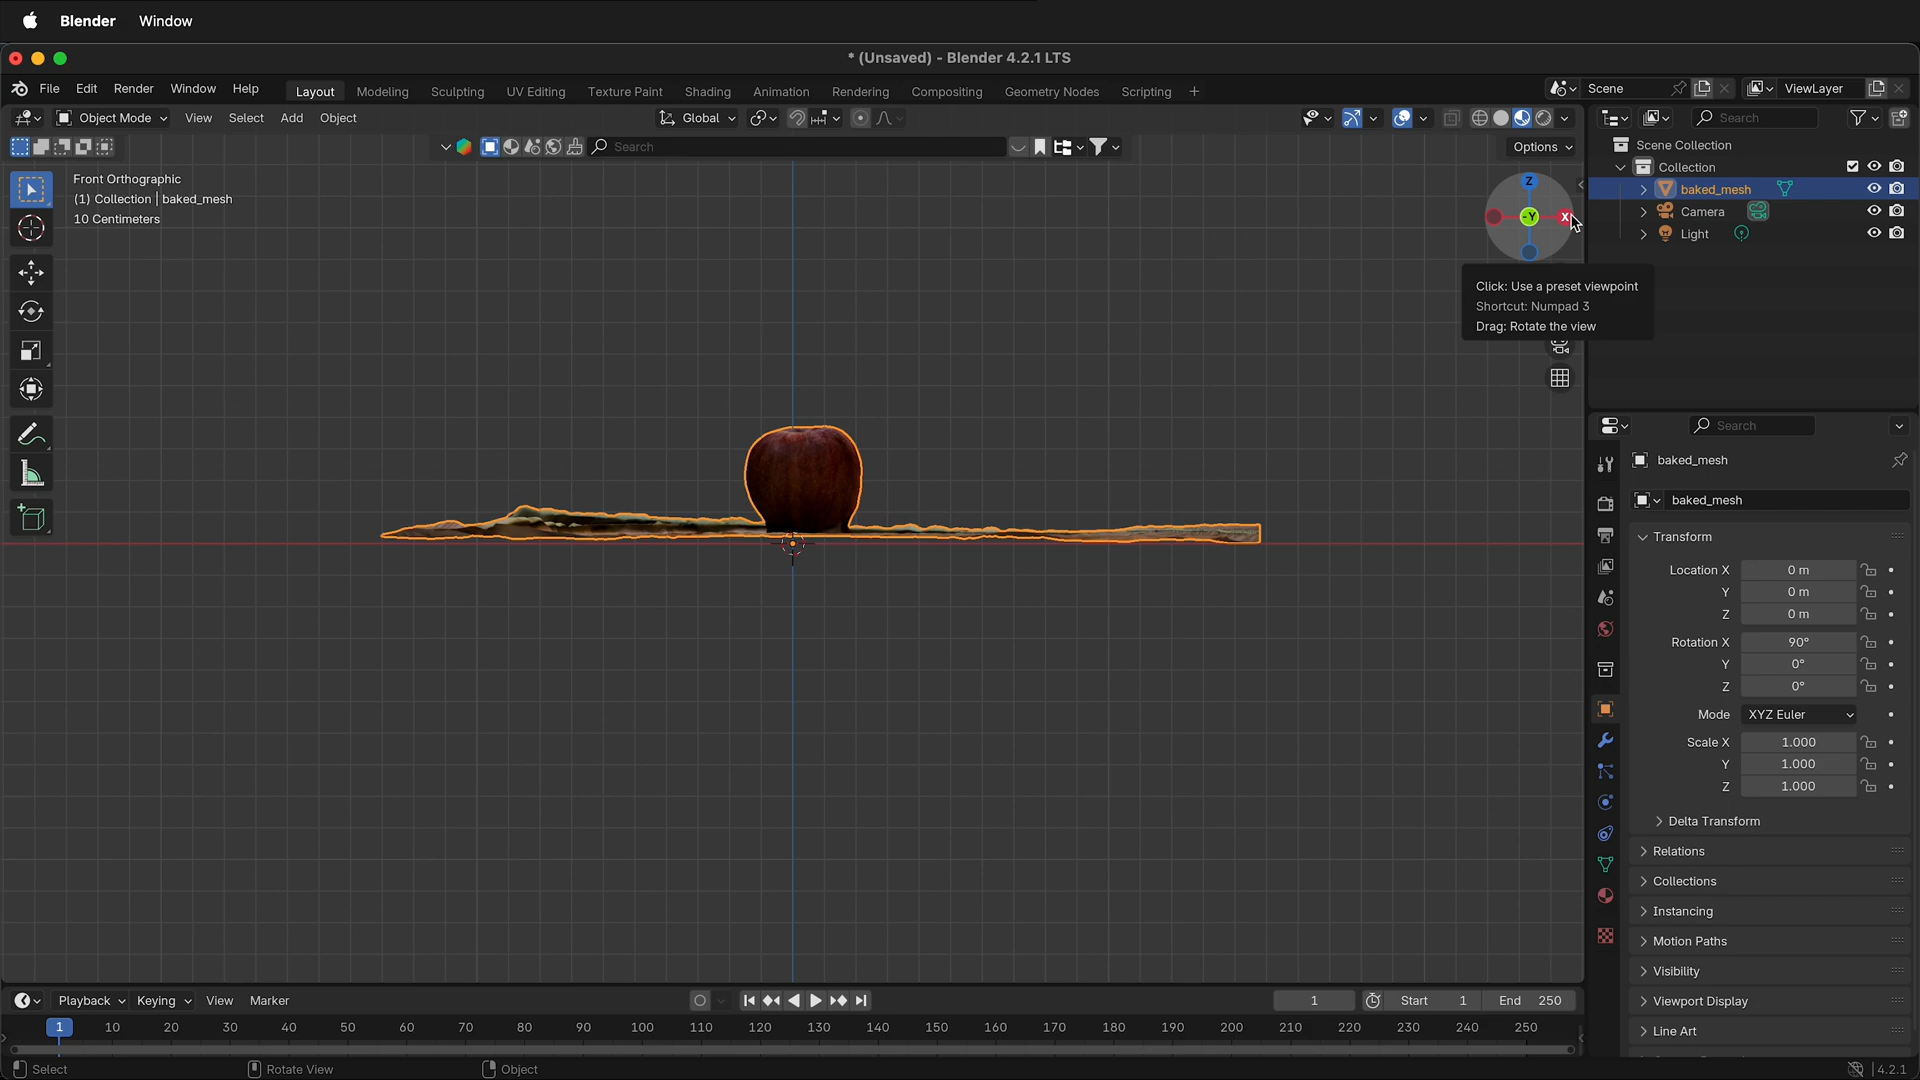 Blender Window
* (Unsaved) - Blender 4.2.1 LTS
File Edit Render Window Help Layout Modeling Sculpting UV Editing Texture Paint Shading Animation Rendering Compositing Geometry Nodes Scripting + Scene ViewLayer
Object Mode View Select Add Object Global Search
Search Options
Front Orthographic
(1) Collection | baked_mesh
10 Centimeters
Z
-Y
X
Click: Use a preset viewpoint
Shortcut: Numpad 3
Drag: Rotate the view
Scene Collection
Collection
baked_mesh
Camera
Light
Search
baked_mesh
baked_mesh
Transform
Location X 0 m
Y 0 m
Z 0 m
Rotation X 90°
Y 0°
Z 0°
Mode XYZ Euler
Scale X 1.000
Y 1.000
Z 1.000
Delta Transform
Relations
Collections
Instancing
Motion Paths
Visibility
Viewport Display
Line Art
Playback Keying View Marker 1 Start 1 End 250
1 10 20 30 40 50 60 70 80 90 100 110 120 130 140 150 160 170 180 190 200 210 220 230 240 250
Select Rotate View Object 4.2.1